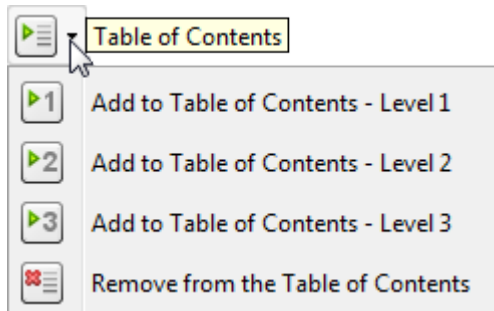 Table of Contents
1 Add to Table of Contents - Level 1
2 Add to Table of Contents - Level 2
3 Add to Table of Contents - Level 3
Remove from the Table of Contents